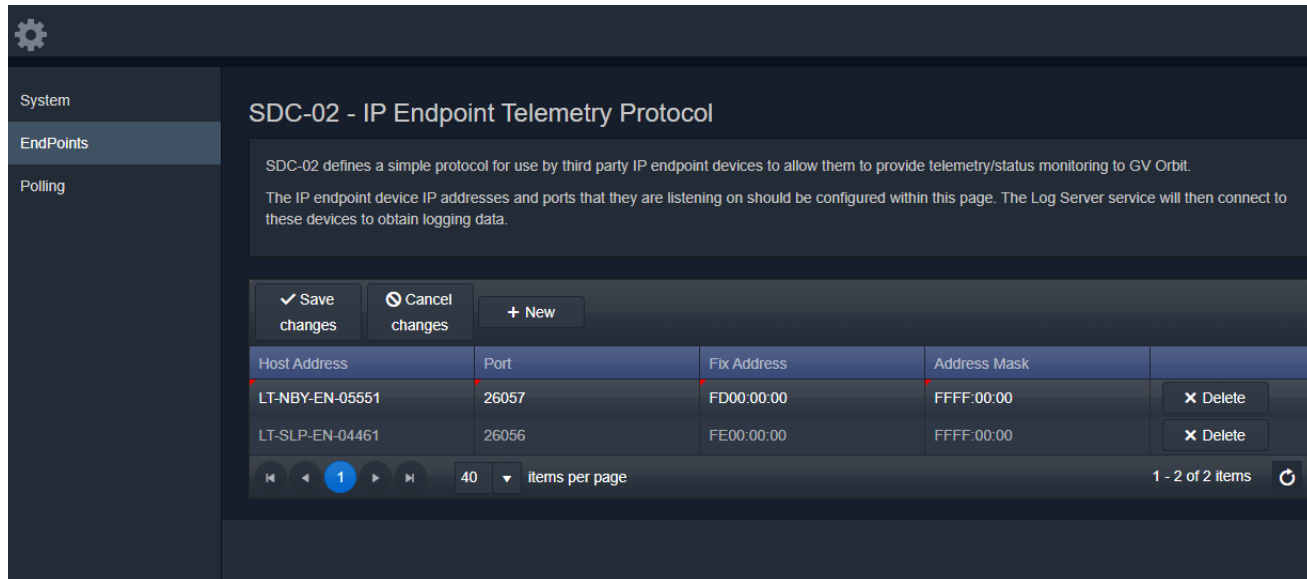 System
EndPoints
Polling
SDC-02 - IP Endpoint Telemetry Protocol
SDC-02 defines a simple protocol for use by third party IP endpoint devices to allow them to provide telemetry/status monitoring to GV Orbit.
The IP endpoint device IP addresses and ports that they are listening on should be configured within this page. The Log Server service will then connect to
these devices to obtain logging data.
Save changes Cancel changes + New
Host Address Port Fix Address Address Mask
LT-NBY-EN-05551 26057 FD00:00:00 FFFF:00:00 Delete
LT-SLP-EN-04461 26056 FE00:00:00 FFFF:00:00 Delete
1 40 items per page 1 - 2 of 2 items